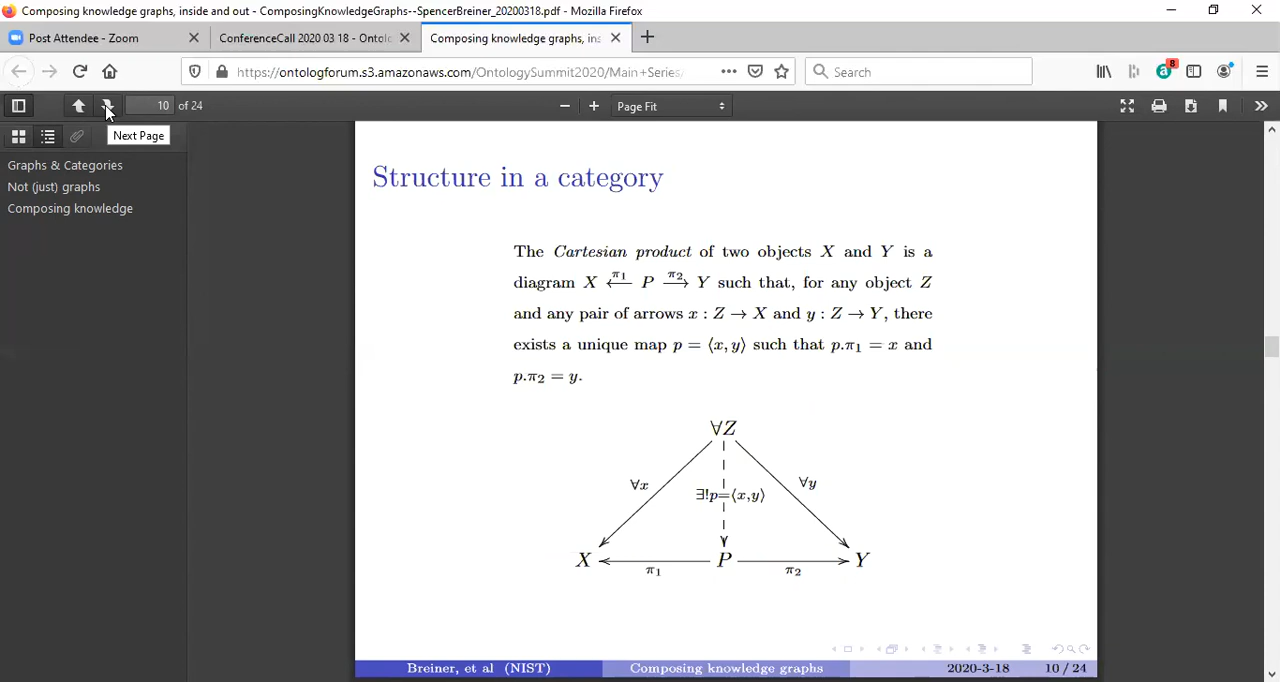 Composing knowledge graphs, inside and out - ComposingKnowledgeGraphs--SpencerBreiner_20200318.pdf - Mozilla Firefox
Post Attendee - Zoom
ConferenceCall 2020 03 18 - Ontolo
Composing knowledge graphs, ins
https://ontologforum.s3.amazonaws.com/OntologySummit2020/Main+Series/
Search
8
10 of 24
Page Fit
Next Page
Graphs & Categories
Not (just) graphs
Composing knowledge
Structure in a category
The Cartesian product of two objects X and Y is a
diagram X ←π₁ P →π₂ Y such that, for any object Z
and any pair of arrows x : Z → X and y : Z → Y, there
exists a unique map p = ⟨x, y⟩ such that p.π₁ = x and
p.π₂ = y.
∀Z
∀x
∀y
∃!p=⟨x,y⟩
X
P
Y
π₁
π₂
Breiner, et al (NIST)
Composing knowledge graphs
2020-3-18
10 / 24